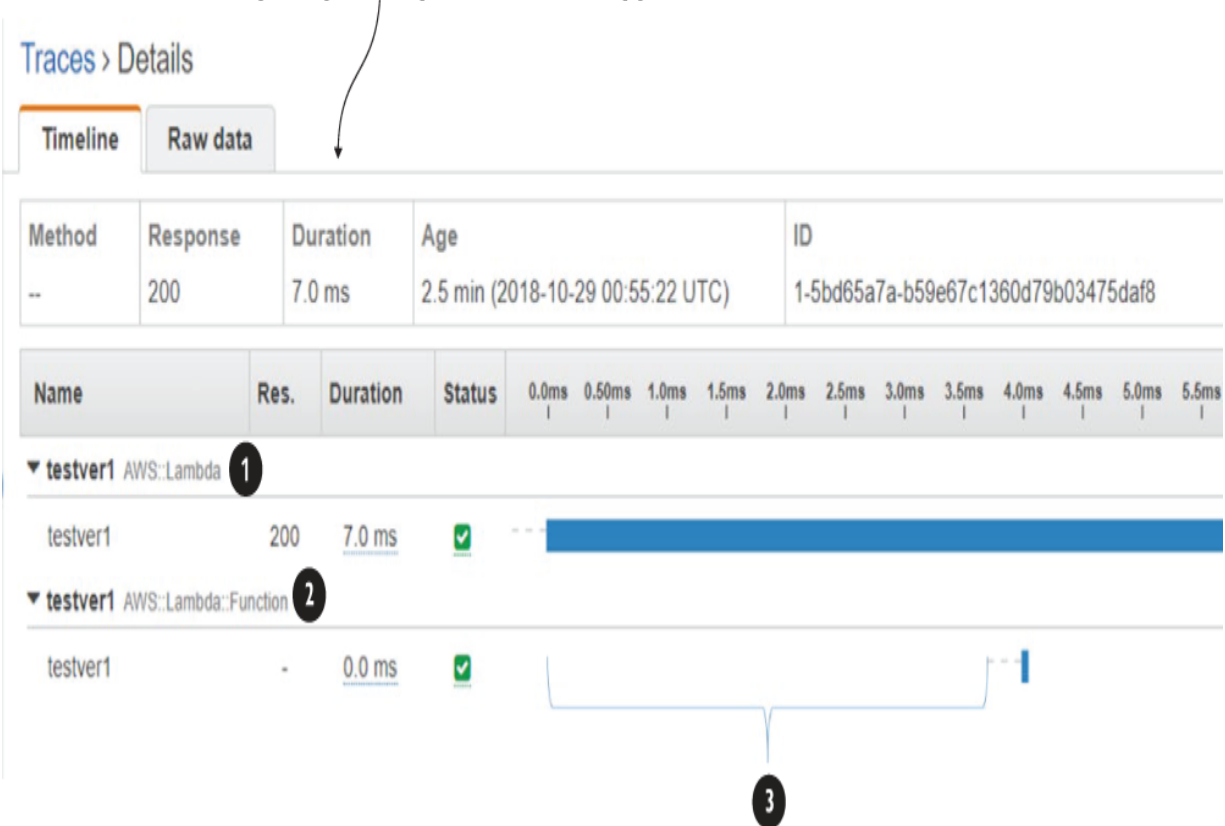 Traces › Details
Timeline Raw data
Method Response Duration Age ID
-- 200 7.0 ms 2.5 min (2018-10-29 00:55:22 UTC) 1-5bd65a7a-b59e67c1360d79b03475daf8
Name Res. Duration Status 0.0ms 0.50ms 1.0ms 1.5ms 2.0ms 2.5ms 3.0ms 3.5ms 4.0ms 4.5ms 5.0ms 5.5ms
testver1 AWS::Lambda 1
testver1 200 7.0 ms
testver1 AWS::Lambda::Function 2
testver1 - 0.0 ms
3